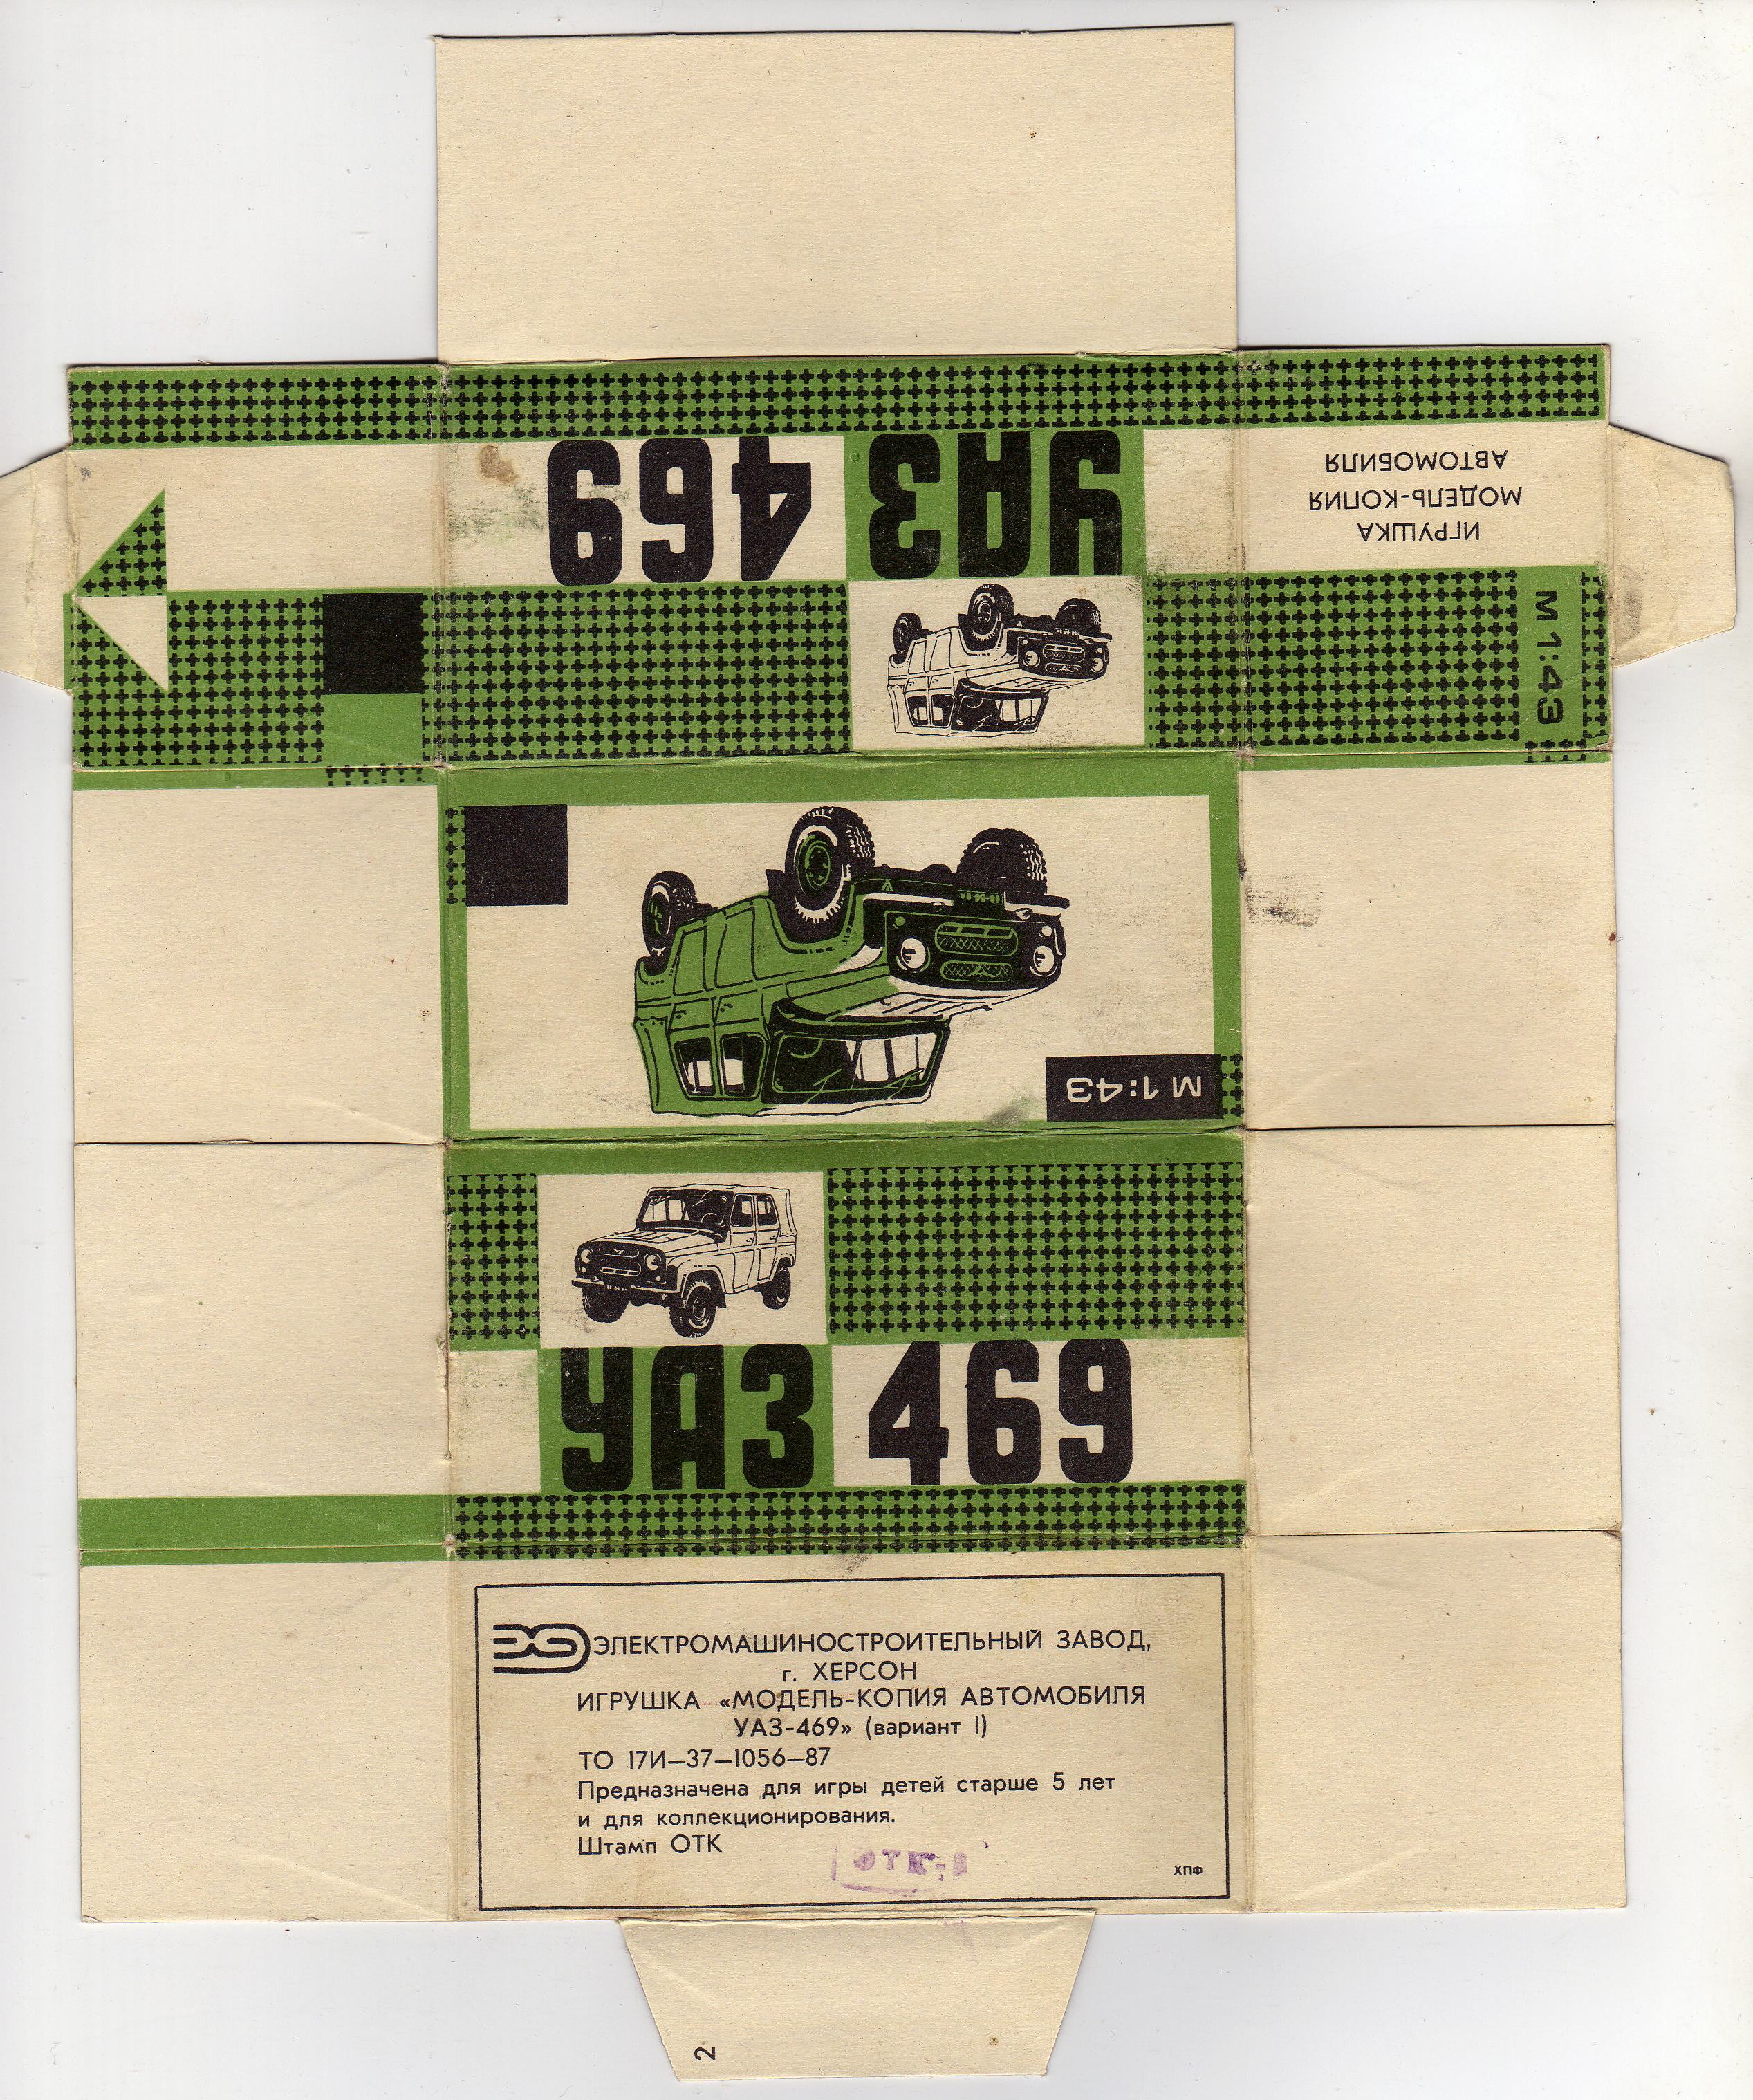 УАЗ 469
ИГРУШКА
МОДЕЛЬ-КОПИЯ
АВТОМОБИЛЯ
М 1:43
М 1:43
УАЗ 469
ЭЛЕКТРОМАШИНОСТРОИТЕЛЬНЫЙ ЗАВОД,
г. ХЕРСОН
ИГРУШКА «МОДЕЛЬ-КОПИЯ АВТОМОБИЛЯ
УАЗ-469» (вариант I)
ТО 17И—37—1056—87
Предназначена для игры детей старше 5 лет
и для коллекционирования.
Штамп ОТК
ОТК-
ХПФ
2